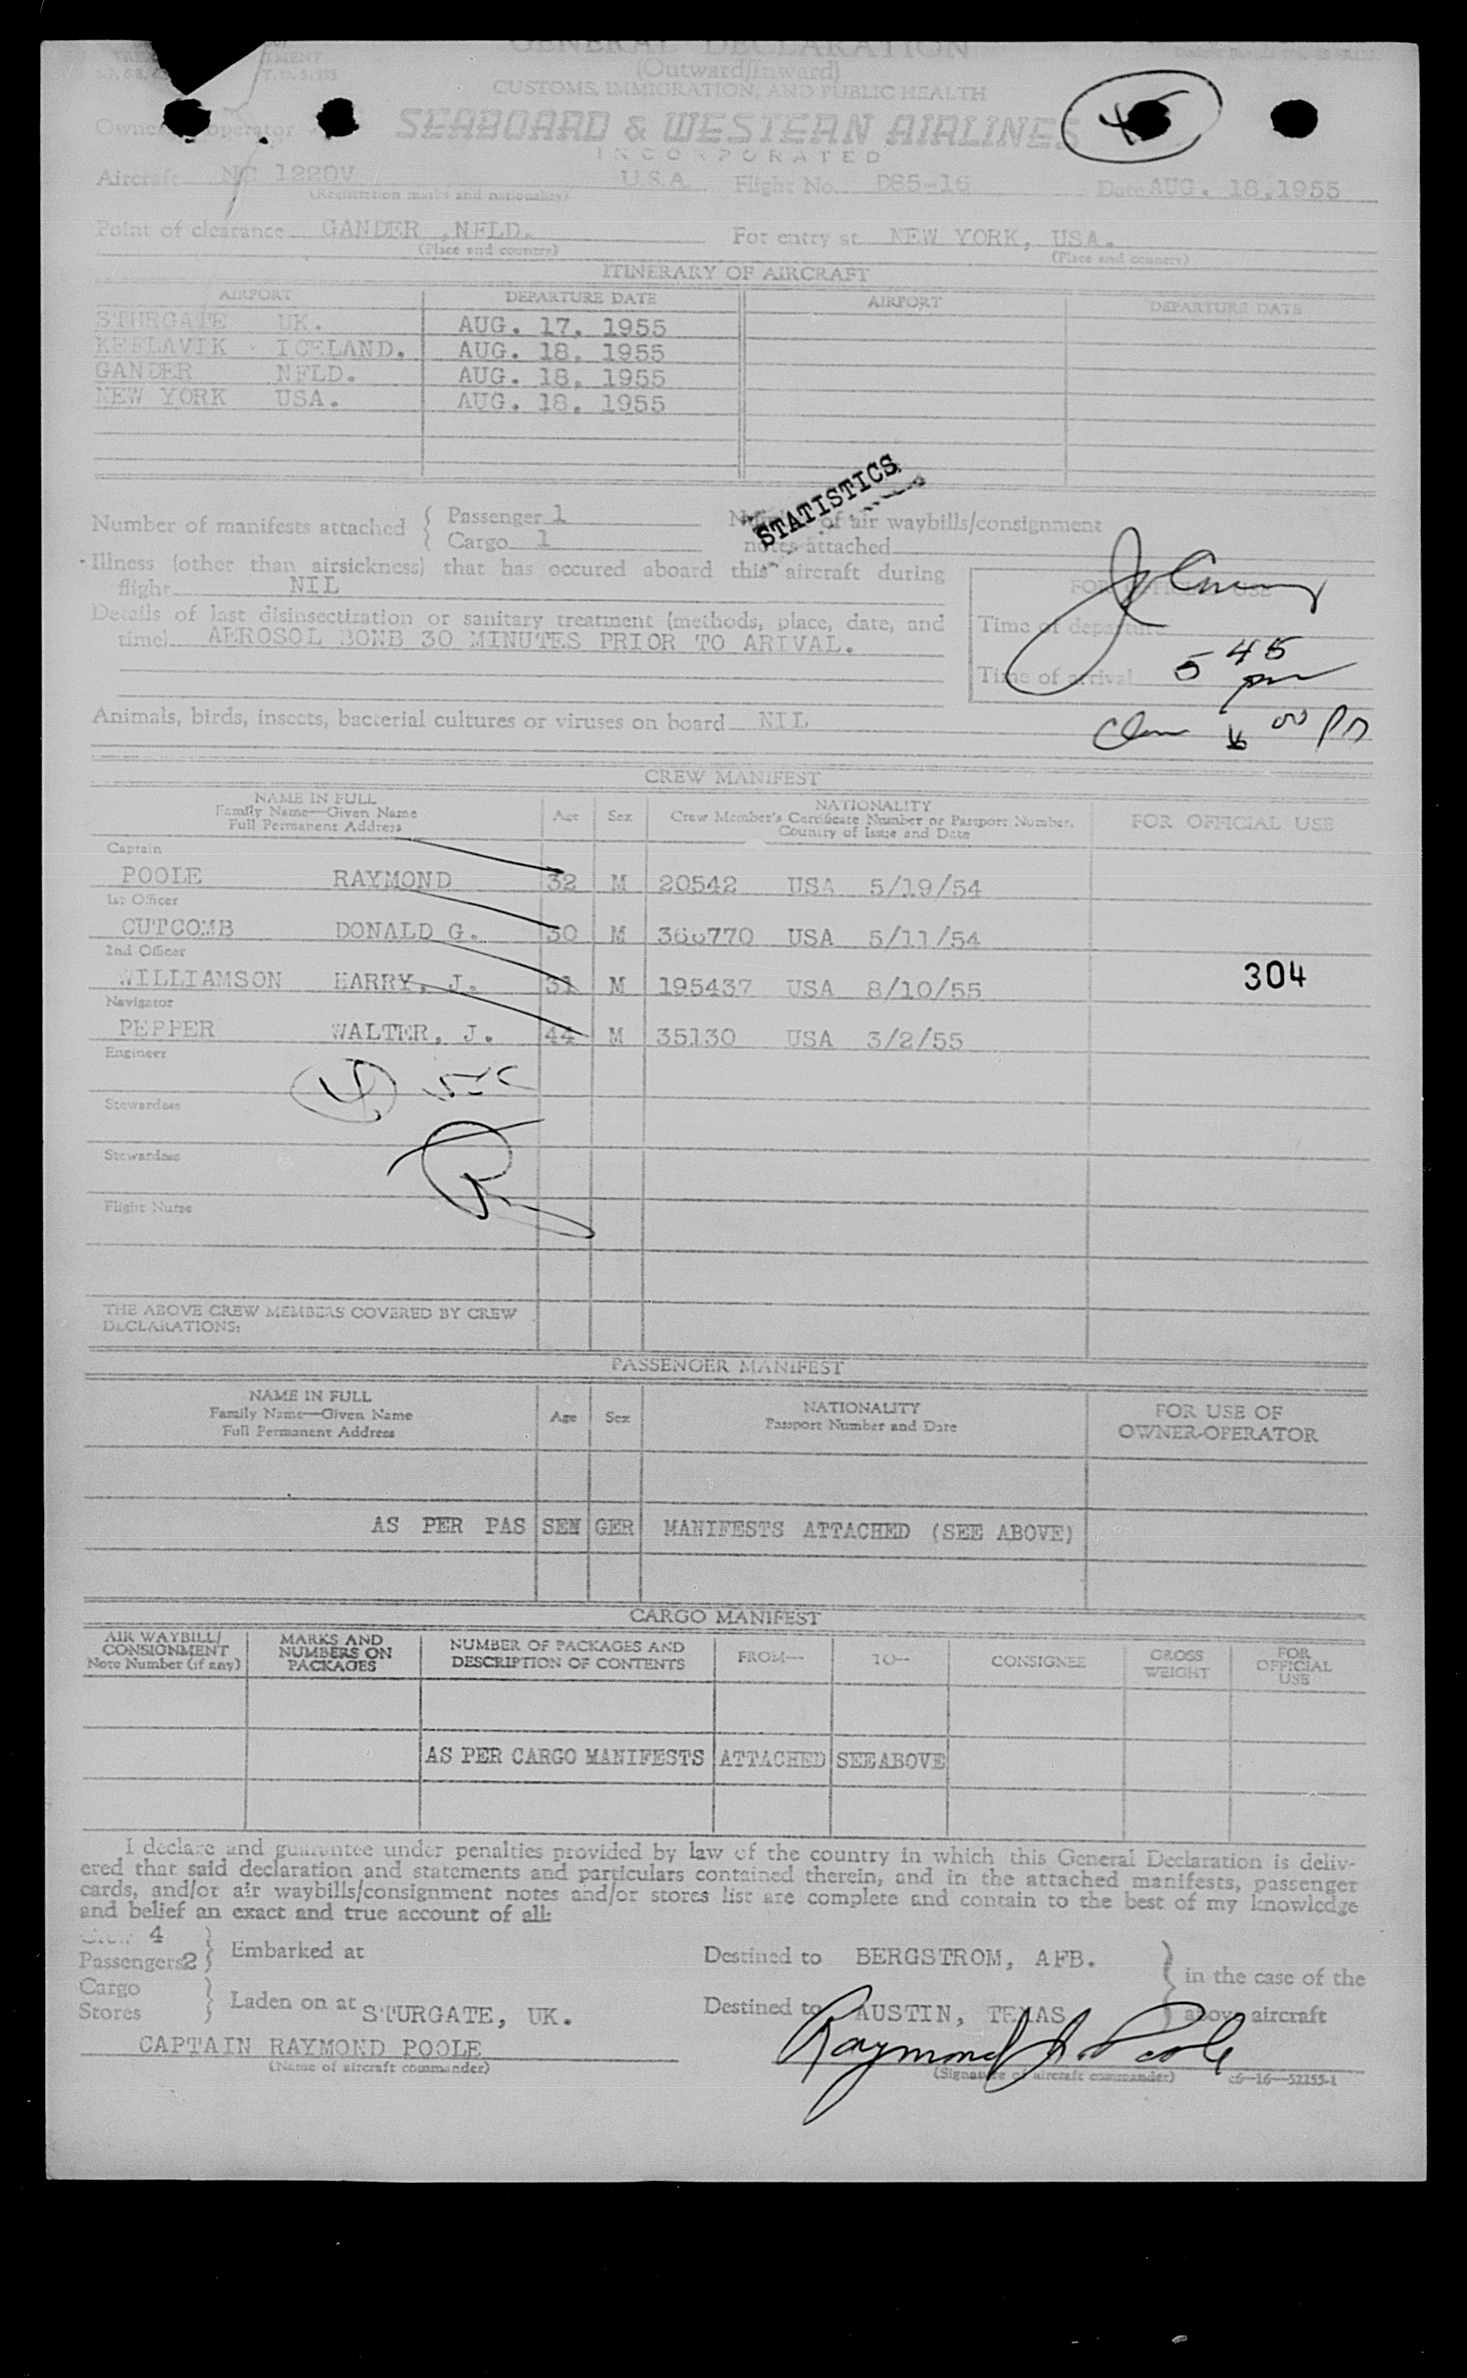 GENERAL DECLARATION
(Outward/Inward)
CUSTOMS, IMMIGRATION, AND PUBLIC HEALTH
Owner or operator SEABOARD & WESTERN AIRLINES
INCORPORATED
Aircraft NC 1220V U.S.A. Flight No. DS5-16 Date AUG. 18,1955
(Registration marks and nationality)
Point of clearance GANDER ,NFLD. For entry at NEW YORK, USA.
(Place and country) (Place and country)
ITINERARY OF AIRCRAFT
AIRPORT DEPARTURE DATE AIRPORT DEPARTURE DATE
STURGATE UK. AUG. 17, 1955
KEFLAVIK - ICELAND. AUG. 18, 1955
GANDER NFLD. AUG. 18, 1955
NEW YORK USA. AUG. 18, 1955
STATISTICS
Number of manifests attached { Passenger 1 Number of air waybills/consignment
Cargo 1 notes attached
Illness (other than airsickness) that has occured aboard this aircraft during
flight NIL FOR OFFICIAL USE
Details of last disinsectization or sanitary treatment (methods, place, date, and
time) AEROSOL BONB 30 MINUTES PRIOR TO ARIVAL.
Time of departure
Time of arrival 5 45 pm
Animals, birds, insects, bacterial cultures or viruses on board NIL
00 PM
CREW MANIFEST
NAME IN FULL
Family Name—Given Name
Full Permanent Address
Age Sex
NATIONALITY
Crew Member's Certificate Number or Passport Number,
Country of Issue and Date
FOR OFFICIAL USE
Captain
POOLE RAYMOND 32 M 20542 USA 5/19/54
1st Officer
CUTCOMB DONALD G. 30 M 366770 USA 5/11/54
2nd Officer
WILLIAMSON HARRY, J. 31 M 195437 USA 8/10/55
304
Navigator
PEPPER WALTER, J. 44 M 35130 USA 3/2/55
Engineer
Stewardess
Stewardess
Flight Nurse
THE ABOVE CREW MEMBERS COVERED BY CREW
DECLARATIONS:
PASSENGER MANIFEST
NAME IN FULL
Family Name—Given Name
Full Permanent Address
Age Sex
NATIONALITY
Passport Number and Date
FOR USE OF
OWNER-OPERATOR
AS PER PAS SEN GER MANIFESTS ATTACHED (SEE ABOVE)
CARGO MANIFEST
AIR WAYBILL/
CONSIGNMENT
Note Number (if any)
MARKS AND
NUMBERS ON
PACKAGES
NUMBER OF PACKAGES AND
DESCRIPTION OF CONTENTS
FROM— TO— CONSIGNEE
GROSS
WEIGHT
FOR
OFFICIAL
USE
AS PER CARGO MANIFESTS ATTACHED SEE ABOVE
I declare and guarantee under penalties provided by law of the country in which this General Declaration is deliv-
ered that said declaration and statements and particulars contained therein, and in the attached manifests, passenger
cards, and/or air waybills/consignment notes and/or stores list are complete and contain to the best of my knowledge
and belief an exact and true account of all:
Crew 4
Passengers 2 } Embarked at Destined to BERGSTROM, AFB. } in the case of the
Cargo
Stores } Laden on at STURGATE, UK. Destined to AUSTIN, TEXAS } above aircraft
CAPTAIN RAYMOND POOLE Raymond J. Poole
(Name of aircraft commander) (Signature of aircraft commander) c6—16—52155-1